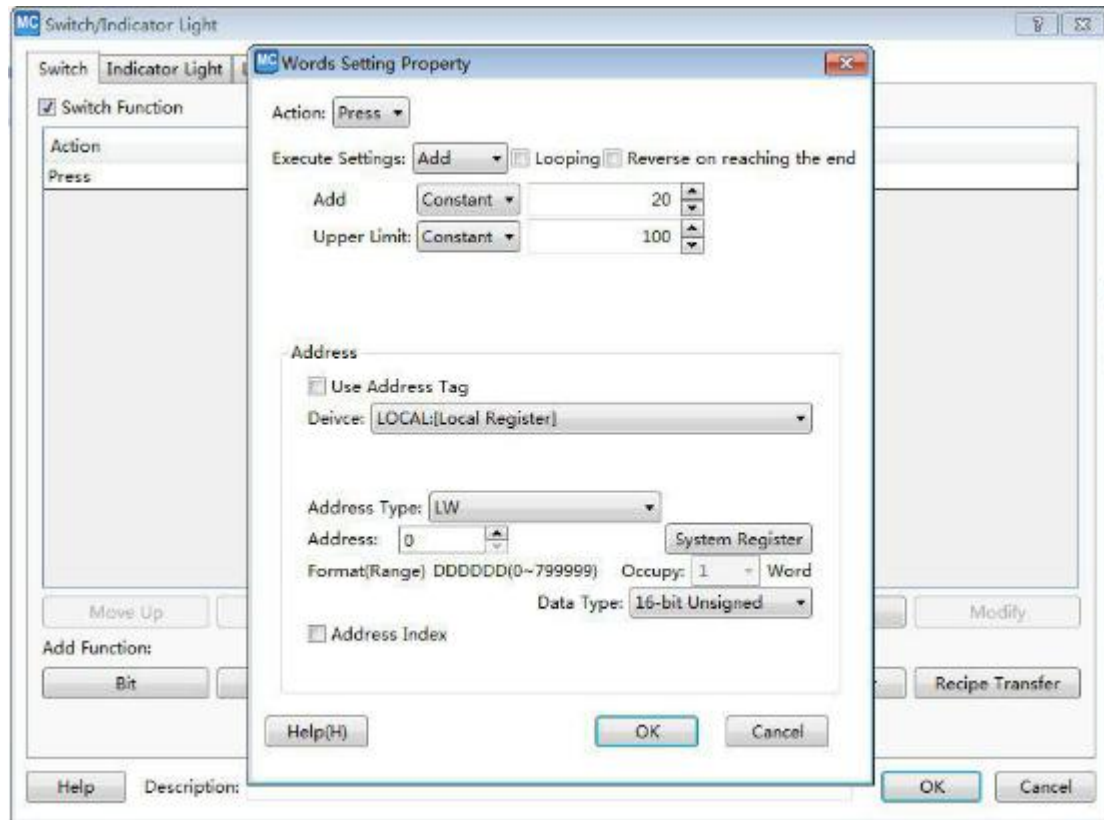 MC Switch/Indicator Light
Switch Indicator Light
Switch Function
Action
Press
MC Words Setting Property
Action: Press
Execute Settings: Add Looping Reverse on reaching the end
Add Constant 20
Upper Limit: Constant 100
Address
Use Address Tag
Deivce: LOCAL:[Local Register]
Address Type: LW
Address: 0 System Register
Format(Range) DDDDDD(0~799999) Occupy: 1 Word
Data Type: 16-bit Unsigned
Address Index
Move Up Modify
Add Function:
Bit Recipe Transfer
Help(H) OK Cancel
Help Description: OK Cancel